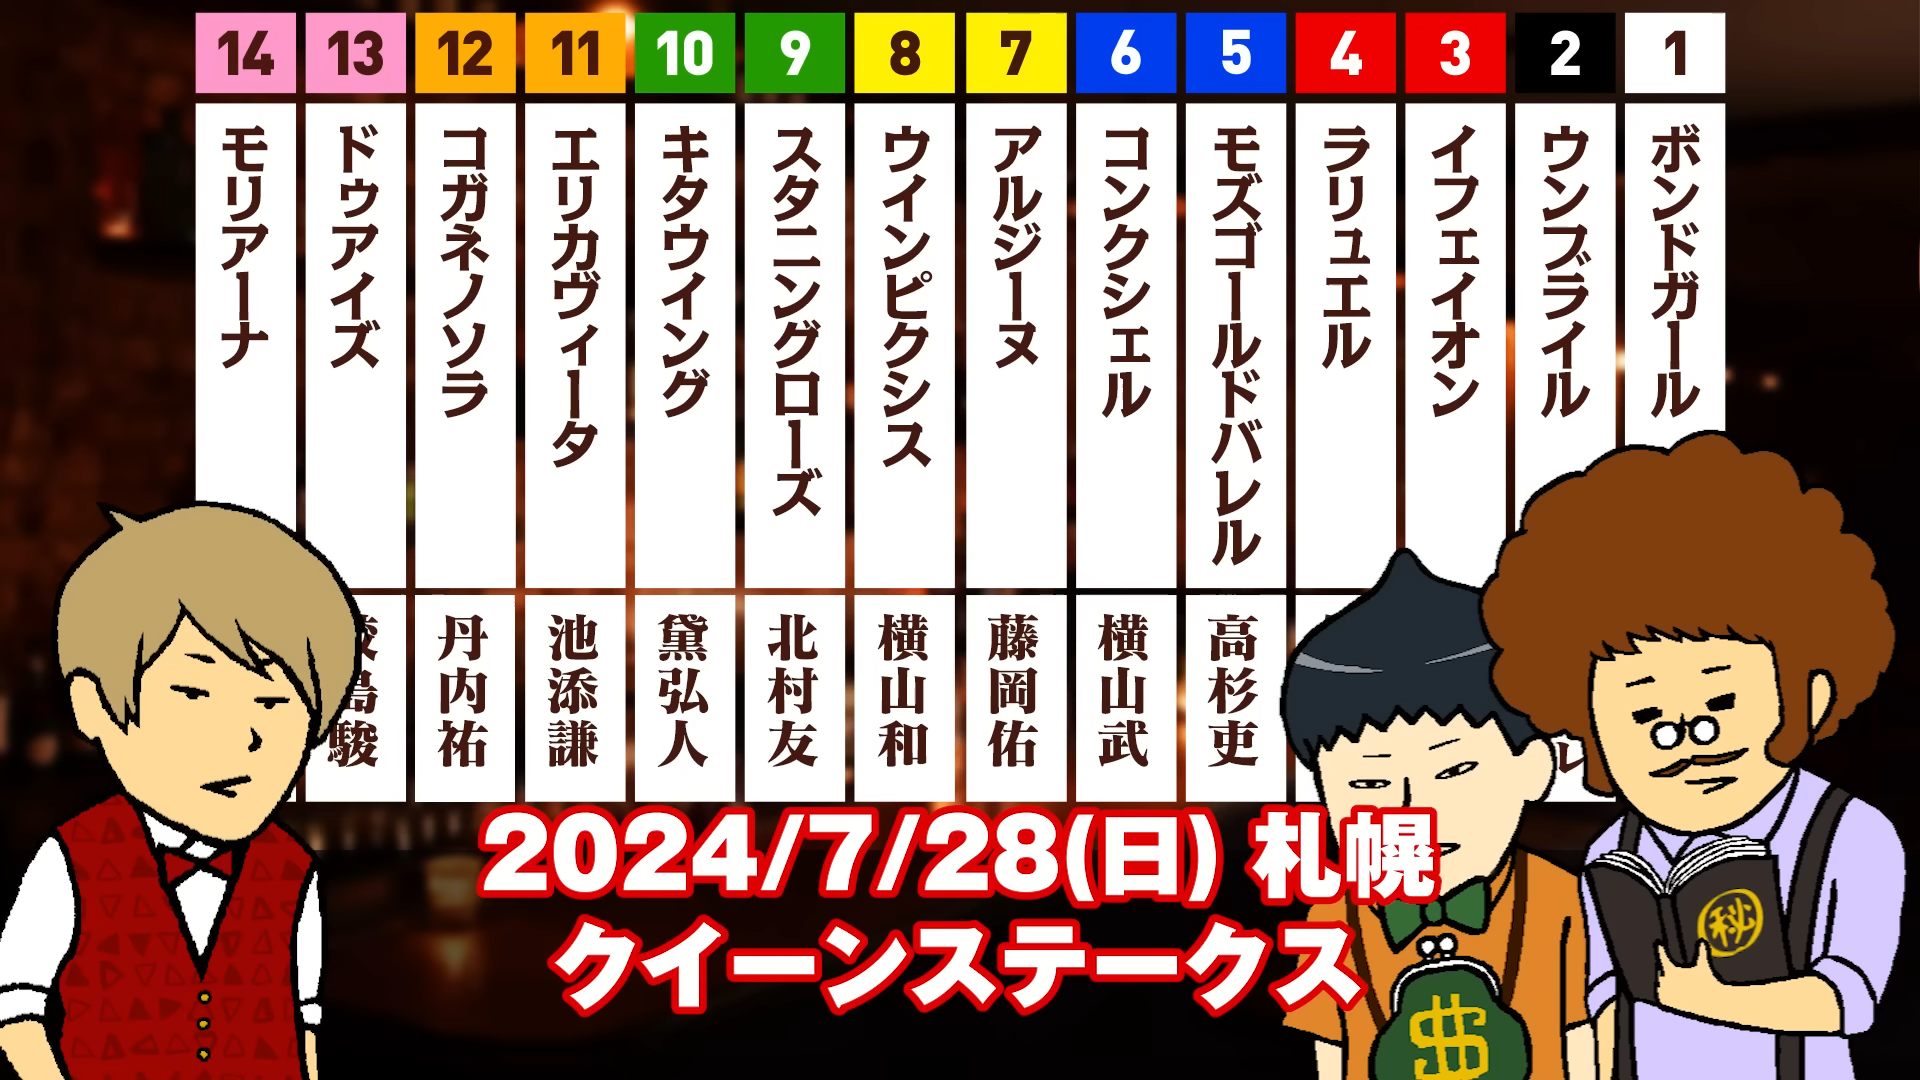 1
ボンドガール
2
ウンブライル
ル
3
イフェイオン
4
ラリュエル
5
モズゴールドバレル
高杉吏
6
コンクシェル
横山武
7
アルジーヌ
藤岡佑
8
ウインピクシス
横山和
9
スタニングローズ
北村友
10
キタウイング
黛弘人
11
エリカヴィータ
池添謙
12
コガネノソラ
丹内祐
13
ドゥアイズ
駿
14
モリアーナ
2024/7/28(日) 札幌
クイーンステークス
秘
$